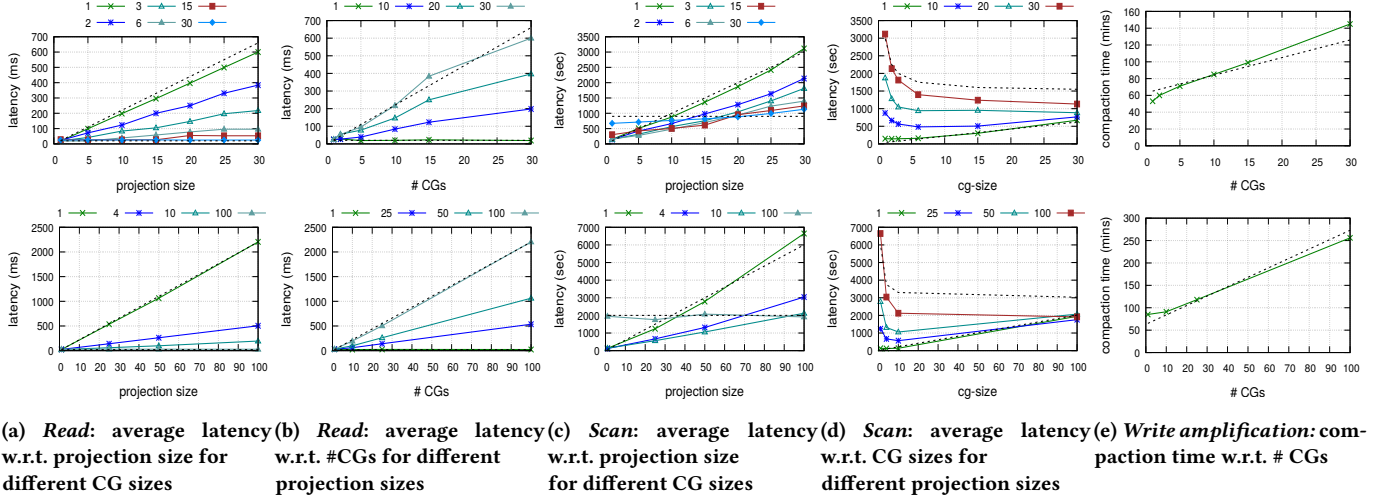 1 3 15
2 6 30
latency (ms)
700
600
500
400
300
200
100
0
0 5 10 15 20 25 30
projection size
1 10 20 30
latency (ms)
700
600
500
400
300
200
100
0
0 5 10 15 20 25 30
# CGs
1 3 15
2 6 30
latency (sec)
3500
3000
2500
2000
1500
1000
500
0
0 5 10 15 20 25 30
projection size
1 10 20 30
latency (sec)
3500
3000
2500
2000
1500
1000
500
0
0 5 10 15 20 25 30
cg-size
compaction time (mins)
160
140
120
100
80
60
40
20
0
0 5 10 15 20 25 30
# CGs
1 4 10 100
latency (ms)
2500
2000
1500
1000
500
0
0 10 20 30 40 50 60 70 80 90 100
projection size
1 25 50 100
latency (ms)
2500
2000
1500
1000
500
0
0 10 20 30 40 50 60 70 80 90 100
# CGs
1 4 10 100
latency (sec)
7000
6000
5000
4000
3000
2000
1000
0
0 10 20 30 40 50 60 70 80 90 100
projection size
1 25 50 100
latency (sec)
7000
6000
5000
4000
3000
2000
1000
0
0 10 20 30 40 50 60 70 80 90 100
cg-size
compaction time (mins)
300
250
200
150
100
50
0
0 10 20 30 40 50 60 70 80 90 100
# CGs
(a) Read: average latency
w.r.t. projection size for
different CG sizes
(b) Read: average latency
w.r.t. #CGs for different
projection sizes
(c) Scan: average latency
w.r.t. projection size
for different CG sizes
(d) Scan: average latency
w.r.t. CG sizes for
different projection sizes
(e) Write amplification: com-
paction time w.r.t. # CGs